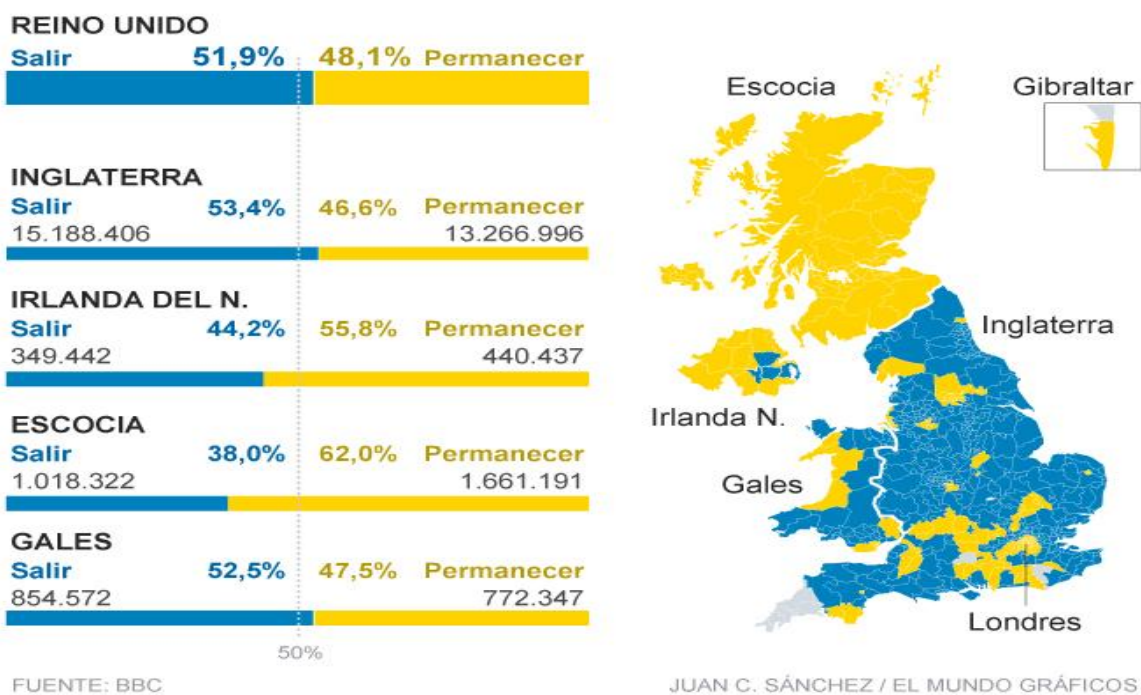 REINO UNIDO
Salir 51,9% 48,1% Permanecer
INGLATERRA
Salir 53,4% 46,6% Permanecer
15.188.406 13.266.996
IRLANDA DEL N.
Salir 44,2% 55,8% Permanecer
349.442 440.437
ESCOCIA
Salir 38,0% 62,0% Permanecer
1.018.322 1.661.191
GALES
Salir 52,5% 47,5% Permanecer
854.572 772.347
50%
FUENTE: BBC
Escocia
Gibraltar
Inglaterra
Irlanda N.
Gales
Londres
JUAN C. SÁNCHEZ / EL MUNDO GRÁFICOS